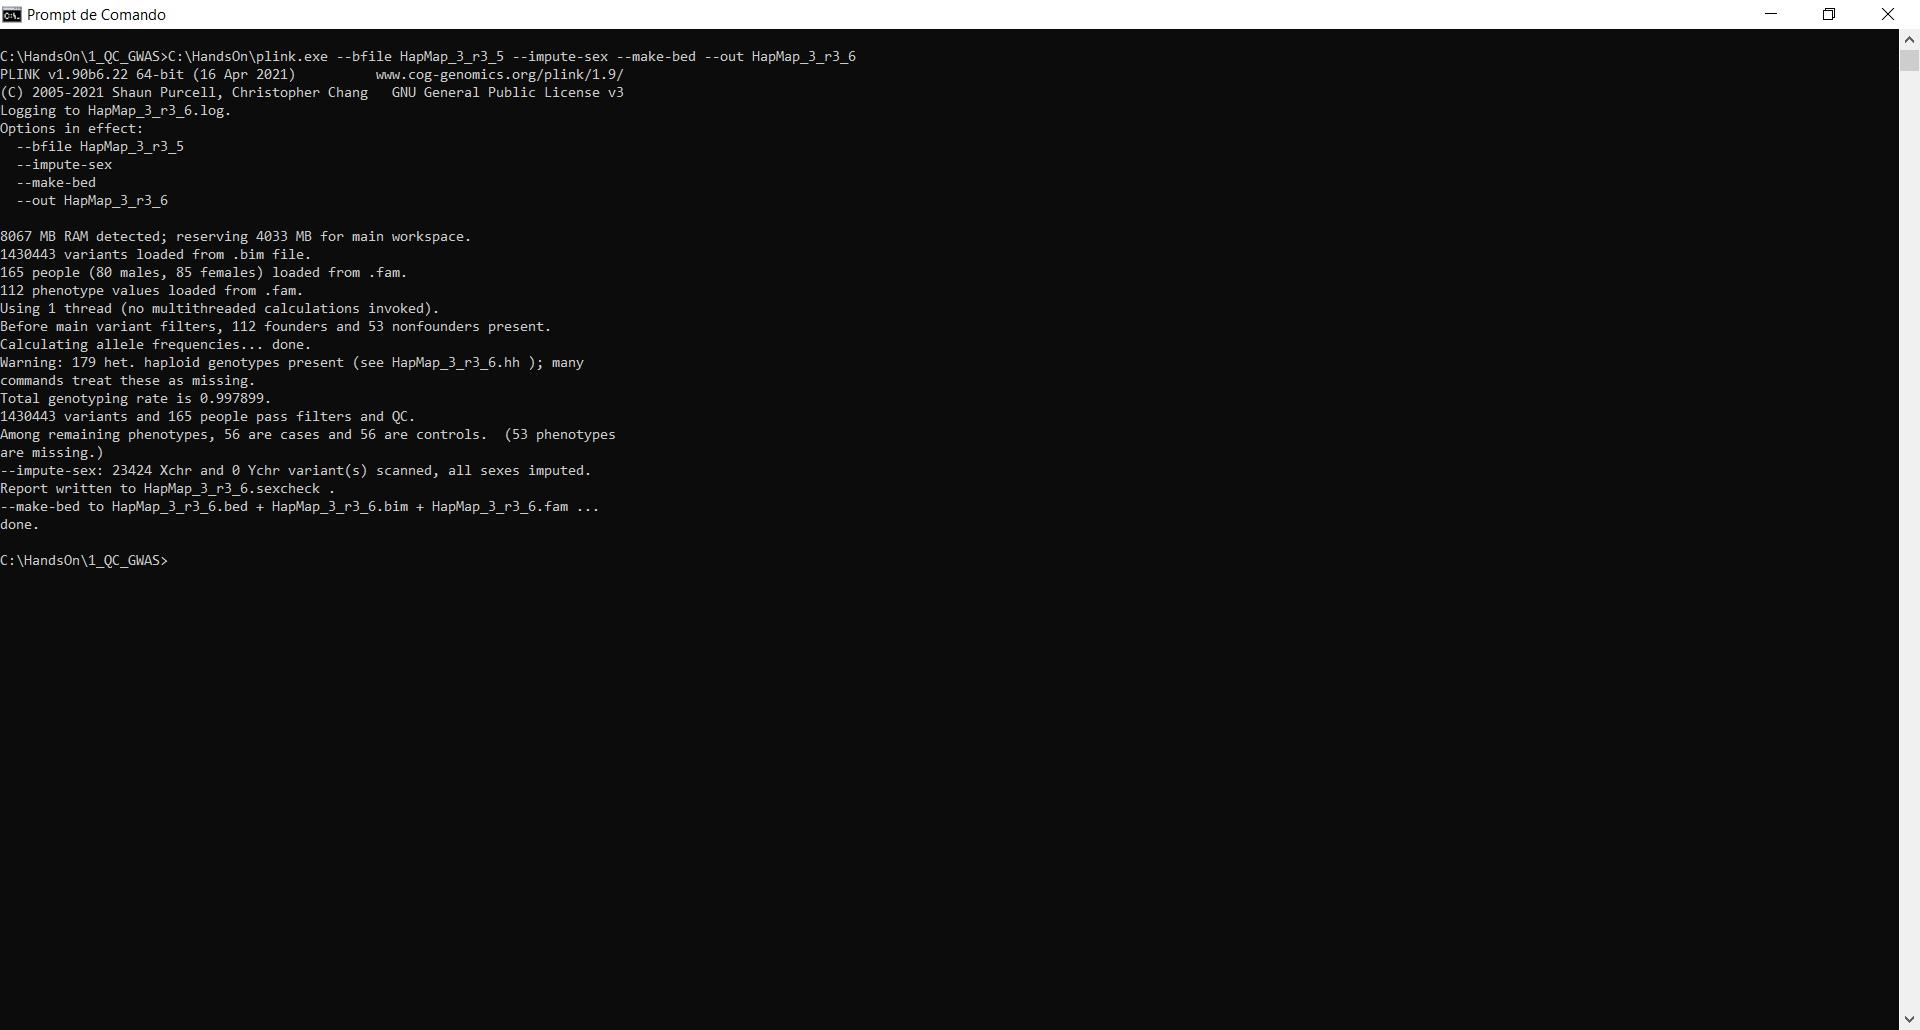 Prompt de Comando
C:\HandsOn\1_QC_GWAS>C:\HandsOn\plink.exe --bfile HapMap_3_r3_5 --impute-sex --make-bed --out HapMap_3_r3_6
PLINK v1.90b6.22 64-bit (16 Apr 2021)          www.cog-genomics.org/plink/1.9/
(C) 2005-2021 Shaun Purcell, Christopher Chang   GNU General Public License v3
Logging to HapMap_3_r3_6.log.
Options in effect:
  --bfile HapMap_3_r3_5
  --impute-sex
  --make-bed
  --out HapMap_3_r3_6
8067 MB RAM detected; reserving 4033 MB for main workspace.
1430443 variants loaded from .bim file.
165 people (80 males, 85 females) loaded from .fam.
112 phenotype values loaded from .fam.
Using 1 thread (no multithreaded calculations invoked).
Before main variant filters, 112 founders and 53 nonfounders present.
Calculating allele frequencies... done.
Warning: 179 het. haploid genotypes present (see HapMap_3_r3_6.hh ); many
commands treat these as missing.
Total genotyping rate is 0.997899.
1430443 variants and 165 people pass filters and QC.
Among remaining phenotypes, 56 are cases and 56 are controls.  (53 phenotypes
are missing.)
--impute-sex: 23424 Xchr and 0 Ychr variant(s) scanned, all sexes imputed.
Report written to HapMap_3_r3_6.sexcheck .
--make-bed to HapMap_3_r3_6.bed + HapMap_3_r3_6.bim + HapMap_3_r3_6.fam ...
done.
C:\HandsOn\1_QC_GWAS>